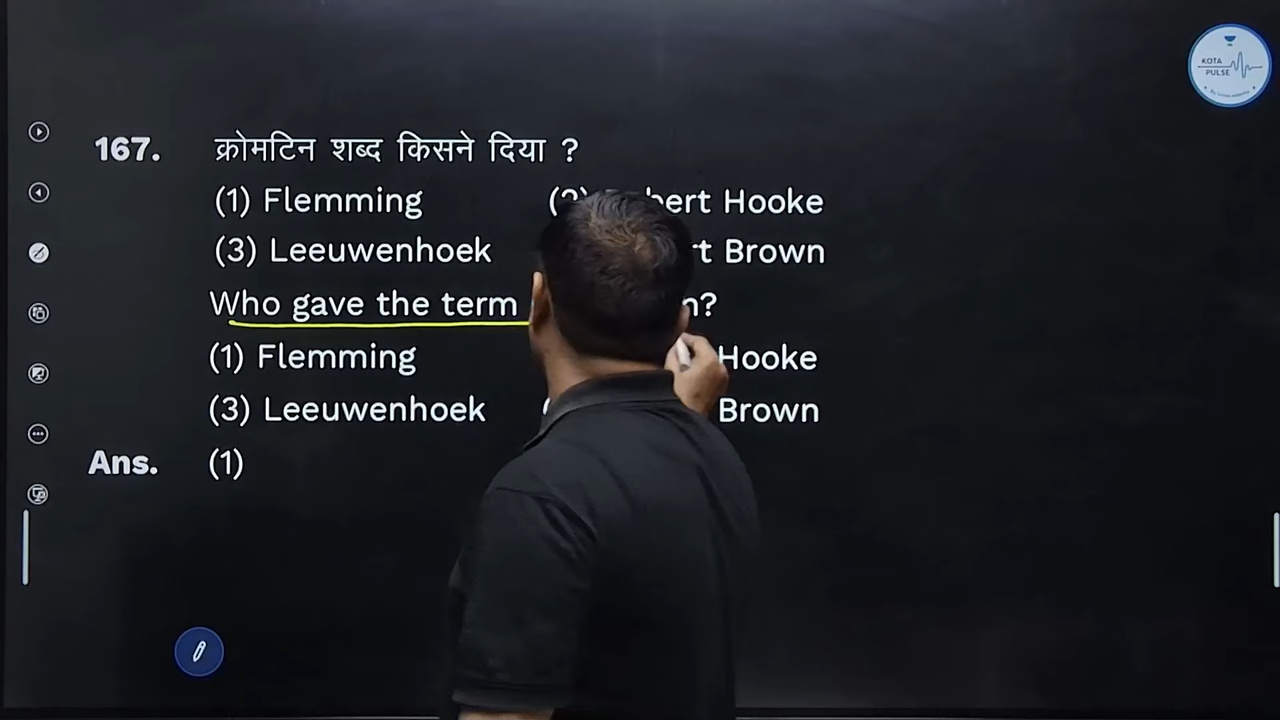 KOTA
PULSE
167. क्रोमटिन शब्द किसने दिया ?
(1) Flemming (2) Hooke
(3) Leeuwenhoek Brown
Who gave the term
(1) Flemming Hooke
(3) Leeuwenhoek Brown
Ans. (1)